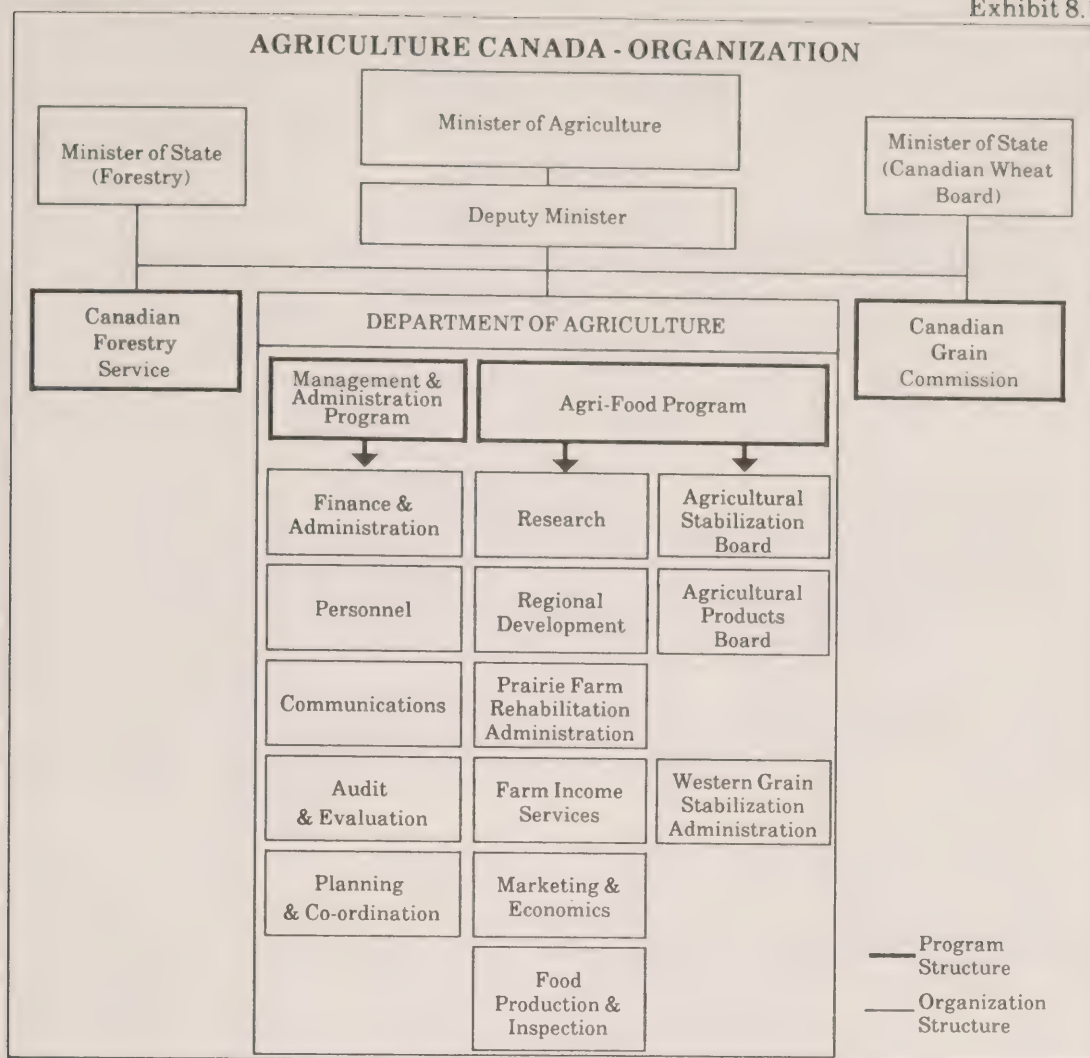 Exhibit 8.
AGRICULTURE CANADA - ORGANIZATION
Minister of Agriculture
Minister of State
(Forestry)
Minister of State
(Canadian Wheat
Board)
Deputy Minister
Canadian
Forestry
Service
DEPARTMENT OF AGRICULTURE
Canadian
Grain
Commission
Management &
Administration
Program
Agri-Food Program
Finance &
Administration
Research
Agricultural
Stabilization
Board
Personnel
Regional
Development
Agricultural
Products
Board
Communications
Prairie Farm
Rehabilitation
Administration
Audit
& Evaluation
Farm Income
Services
Western Grain
Stabilization
Administration
Planning
& Co-ordination
Marketing &
Economics
Food
Production &
Inspection
Program
Structure
Organization
Structure